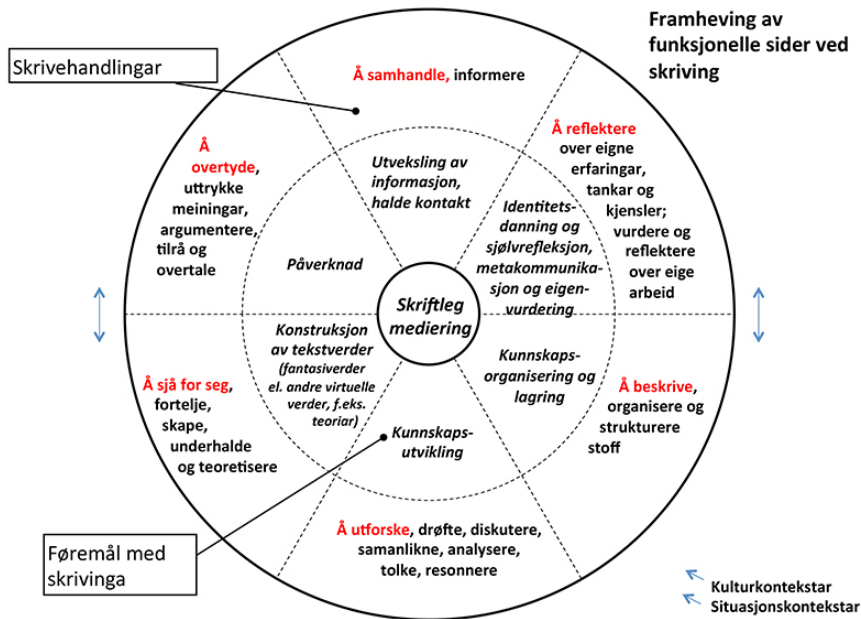 Framheving av
funksjonelle sider ved
skriving
Skrivehandlingar
Å samhandle, informere
Utveksling av
informasjon,
halde kontakt
Å reflektere
over eigne
erfaringar,
tankar og
kjensler;
vurdere og
reflektere
over eige
arbeid
Identitets-
danning og
sjølvrefleksjon,
metakommunika-
sjon og eigen-
vurdering
Å
overtyde,
uttrykke
meiningar,
argumentere,
tilrå og
overtale
Påverknad
Skriftleg
mediering
Konstruksjon
av tekstverder
(fantasiverder
el. andre virtuelle
verder, f.eks.
teoriar)
Kunnskaps-
organisering og
lagring
Å sjå for seg,
fortelje,
skape,
underhalde
og teoretisere
Å beskrive,
organisere og
strukturere
stoff
Kunnskaps-
utvikling
Å utforske, drøfte, diskutere,
samanlikne, analysere,
tolke, resonnere
Føremål med
skrivinga
Kulturkontekstar
Situasjonskontekstar